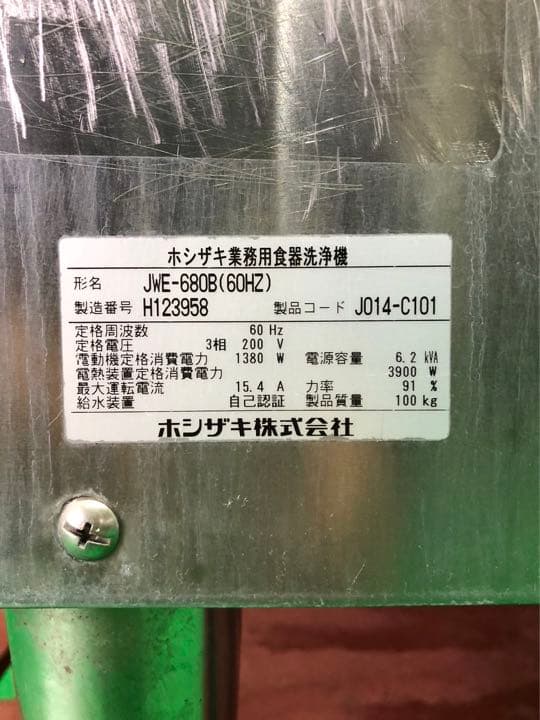 ホシザキ業務用食器洗浄機
形名 JWE-680B(60HZ)
製造番号 H123958 製品コード J014-C101
定格周波数 60 Hz
定格電圧 3相 200 V
電動機定格消費電力 1380 W 電源容量 6.2 kVA
電熱装置定格消費電力 3900 W
最大運転電流 15.4 A 力率 91 %
給水装置 自己認証 製品質量 100 kg
ホシザキ株式会社